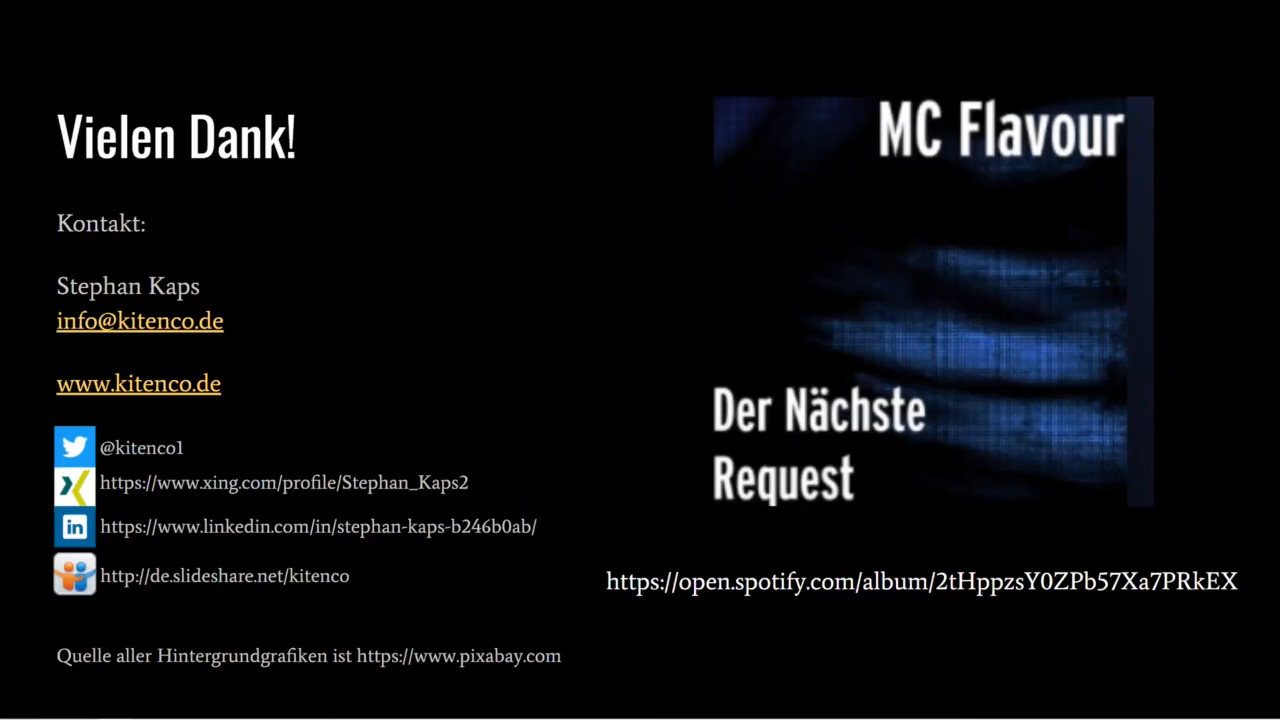 Vielen Dank!
Kontakt:
Stephan Kaps
info@kitenco.de
www.kitenco.de
@kitenco1
https://www.xing.com/profile/Stephan_Kaps2
in
https://www.linkedin.com/in/stephan-kaps-b246b0ab/
http://de.slideshare.net/kitenco
Quelle aller Hintergrundgrafiken ist https://www.pixabay.com
MC Flavour
Der Nächste
Request
https://open.spotify.com/album/2tHppzsY0ZPb57Xa7PRkEX